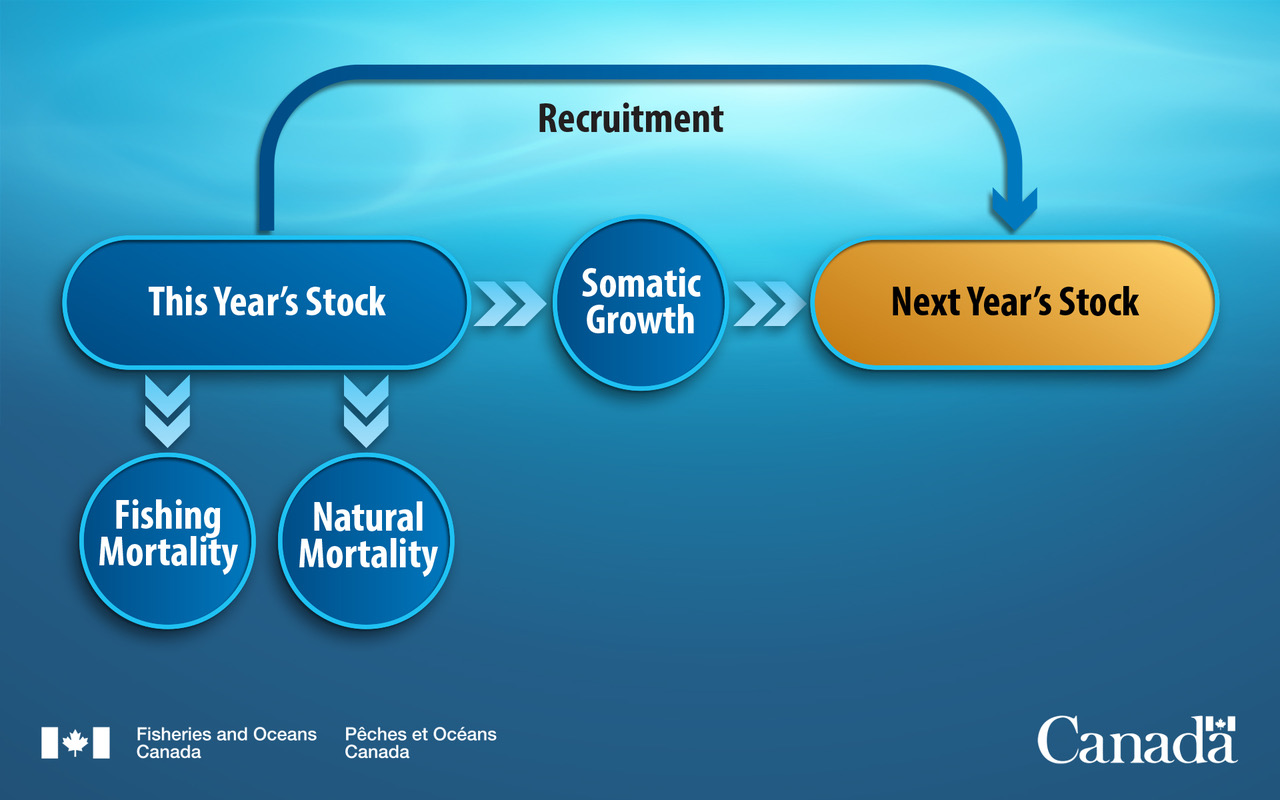 Recruitment
This Year's Stock
Somatic
Growth
Next Year's Stock
Fishing
Mortality
Natural
Mortality
Fisheries and Oceans
Canada
Pêches et Océans
Canada
Canada